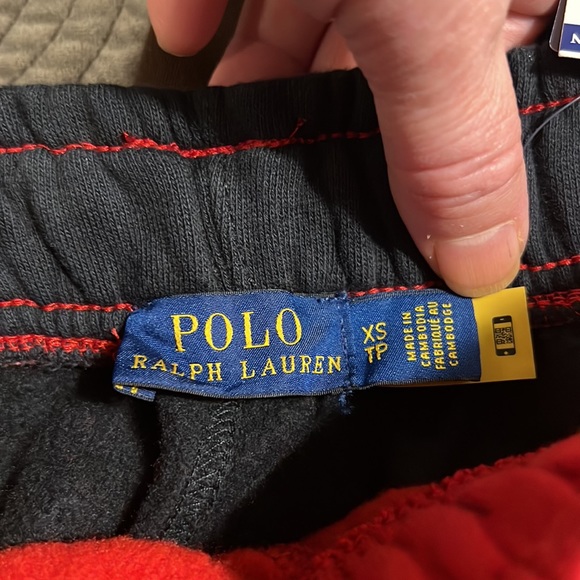 POLO
RALPH LAUREN
XS
TP
MADE IN
CAMBODIA
FABRIQUÉ AU
CAMBODGE